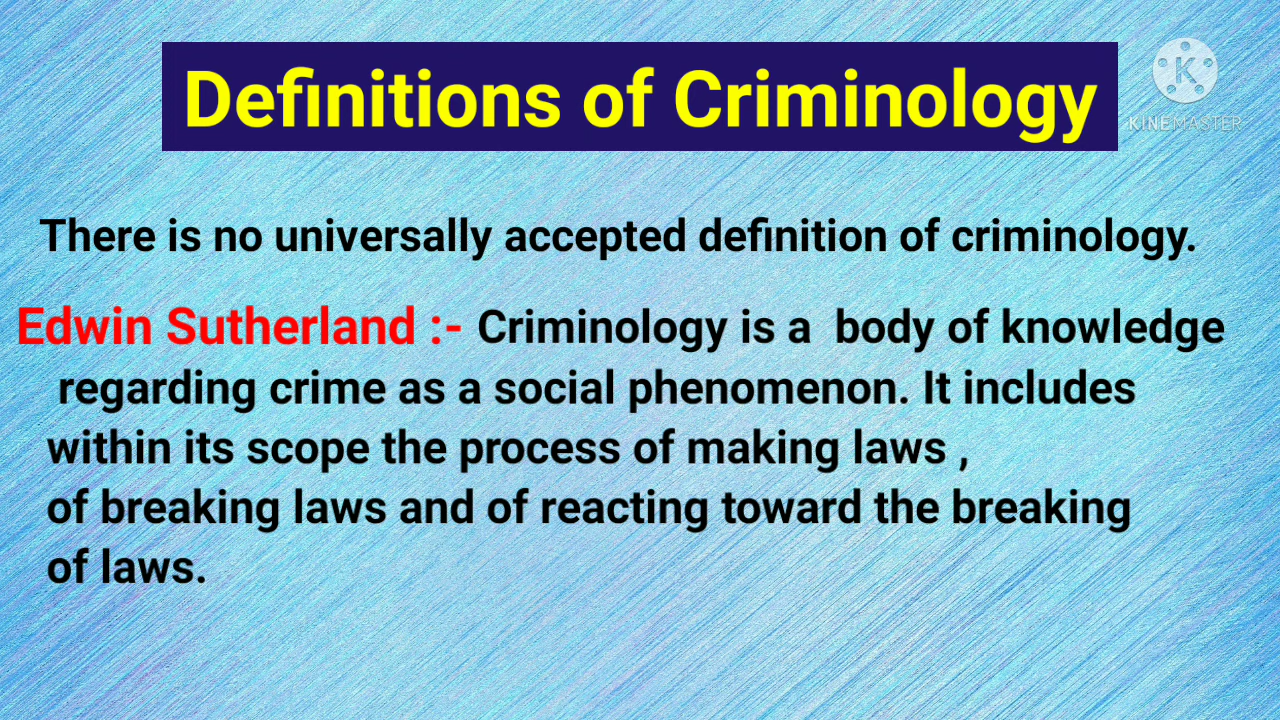 Definitions of Criminology
K
KINEMASTER
There is no universally accepted definition of criminology.
Edwin Sutherland :- Criminology is a body of knowledge
regarding crime as a social phenomenon. It includes
within its scope the process of making laws ,
of breaking laws and of reacting toward the breaking
of laws.